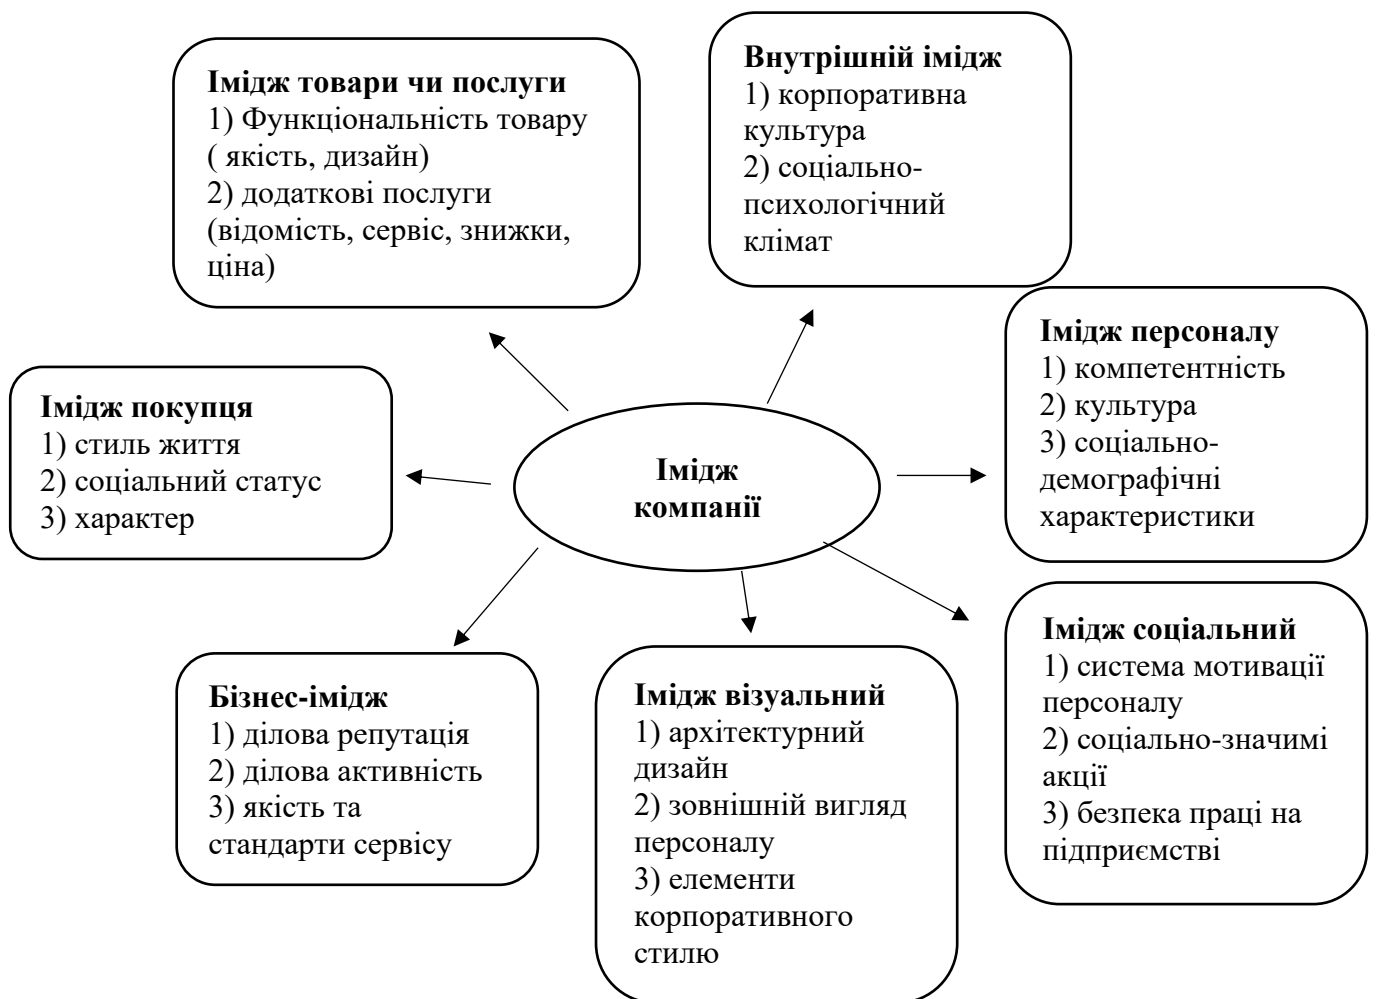 Імідж товари чи послуги
1) Функціональність товару
( якість, дизайн)
2) додаткові послуги
(відомість, сервіс, знижки,
ціна)
Внутрішній імідж
1) корпоративна
культура
2) соціально-
психологічний
клімат
Імідж персоналу
1) компетентність
2) культура
3) соціально-
демографічні
характеристики
Імідж покупця
1) стиль життя
2) соціальний статус
3) характер
Імідж
компанії
Імідж соціальний
1) система мотивації
персоналу
2) соціально-значимі
акції
3) безпека праці на
підприємстві
Бізнес-імідж
1) ділова репутація
2) ділова активність
3) якість та
стандарти сервісу
Імідж візуальний
1) архітектурний
дизайн
2) зовнішній вигляд
персоналу
3) елементи
корпоративного
стилю